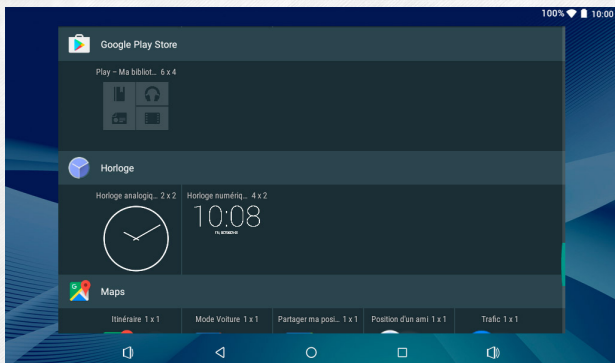 100% 10:00
Google Play Store
Play – Ma bibliot... 6 x 4
Horloge
Horloge analogiq... 2 x 2 Horloge numériq... 4 x 2
10:08
Maps
Itinéraire 1 x 1 Mode Voiture 1 x 1 Partager ma posi... 1 x 1 Position d'un ami 1 x 1 Trafic 1 x 1